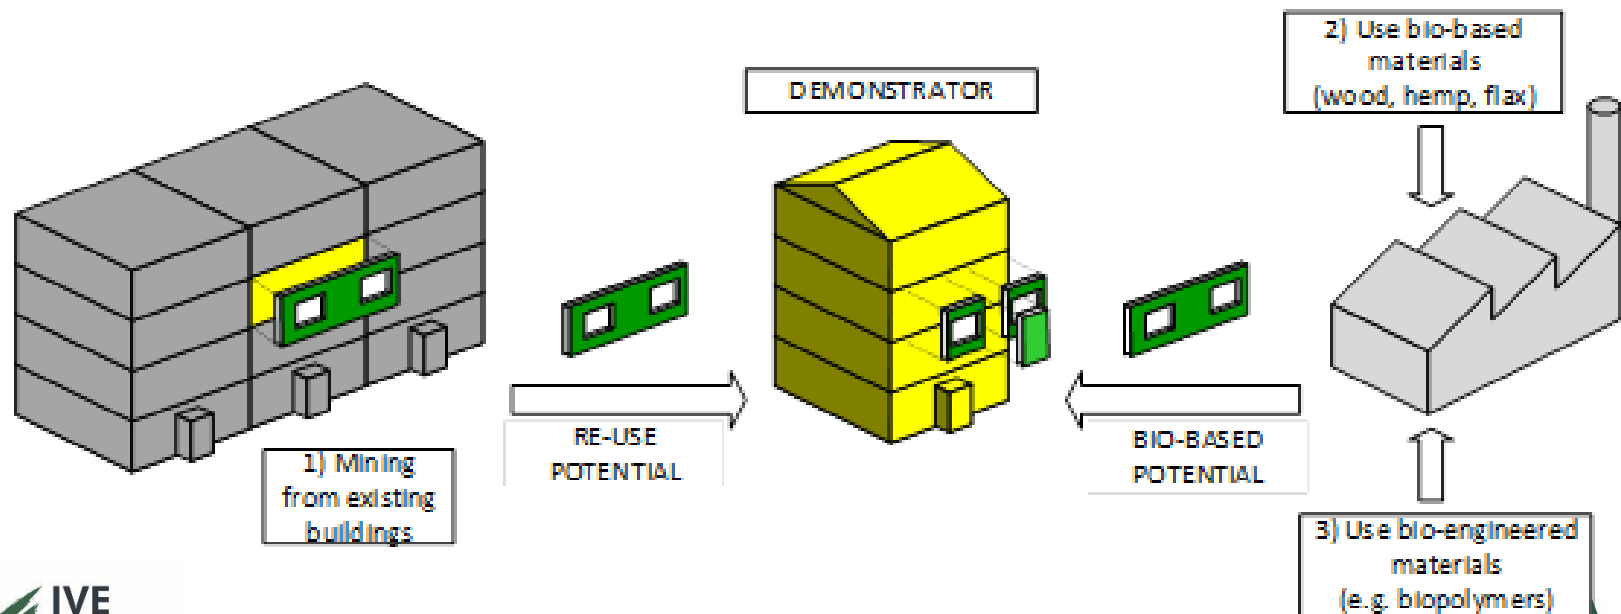 2) Use bio-based
materials
(wood, hemp, flax)
DEMONSTRATOR
RE-USE
POTENTIAL
BIO-BASED
POTENTIAL
1) Mining
from existing
buildings
3) Use bio-engineered
materials
(e.g. biopolymers)
IVE